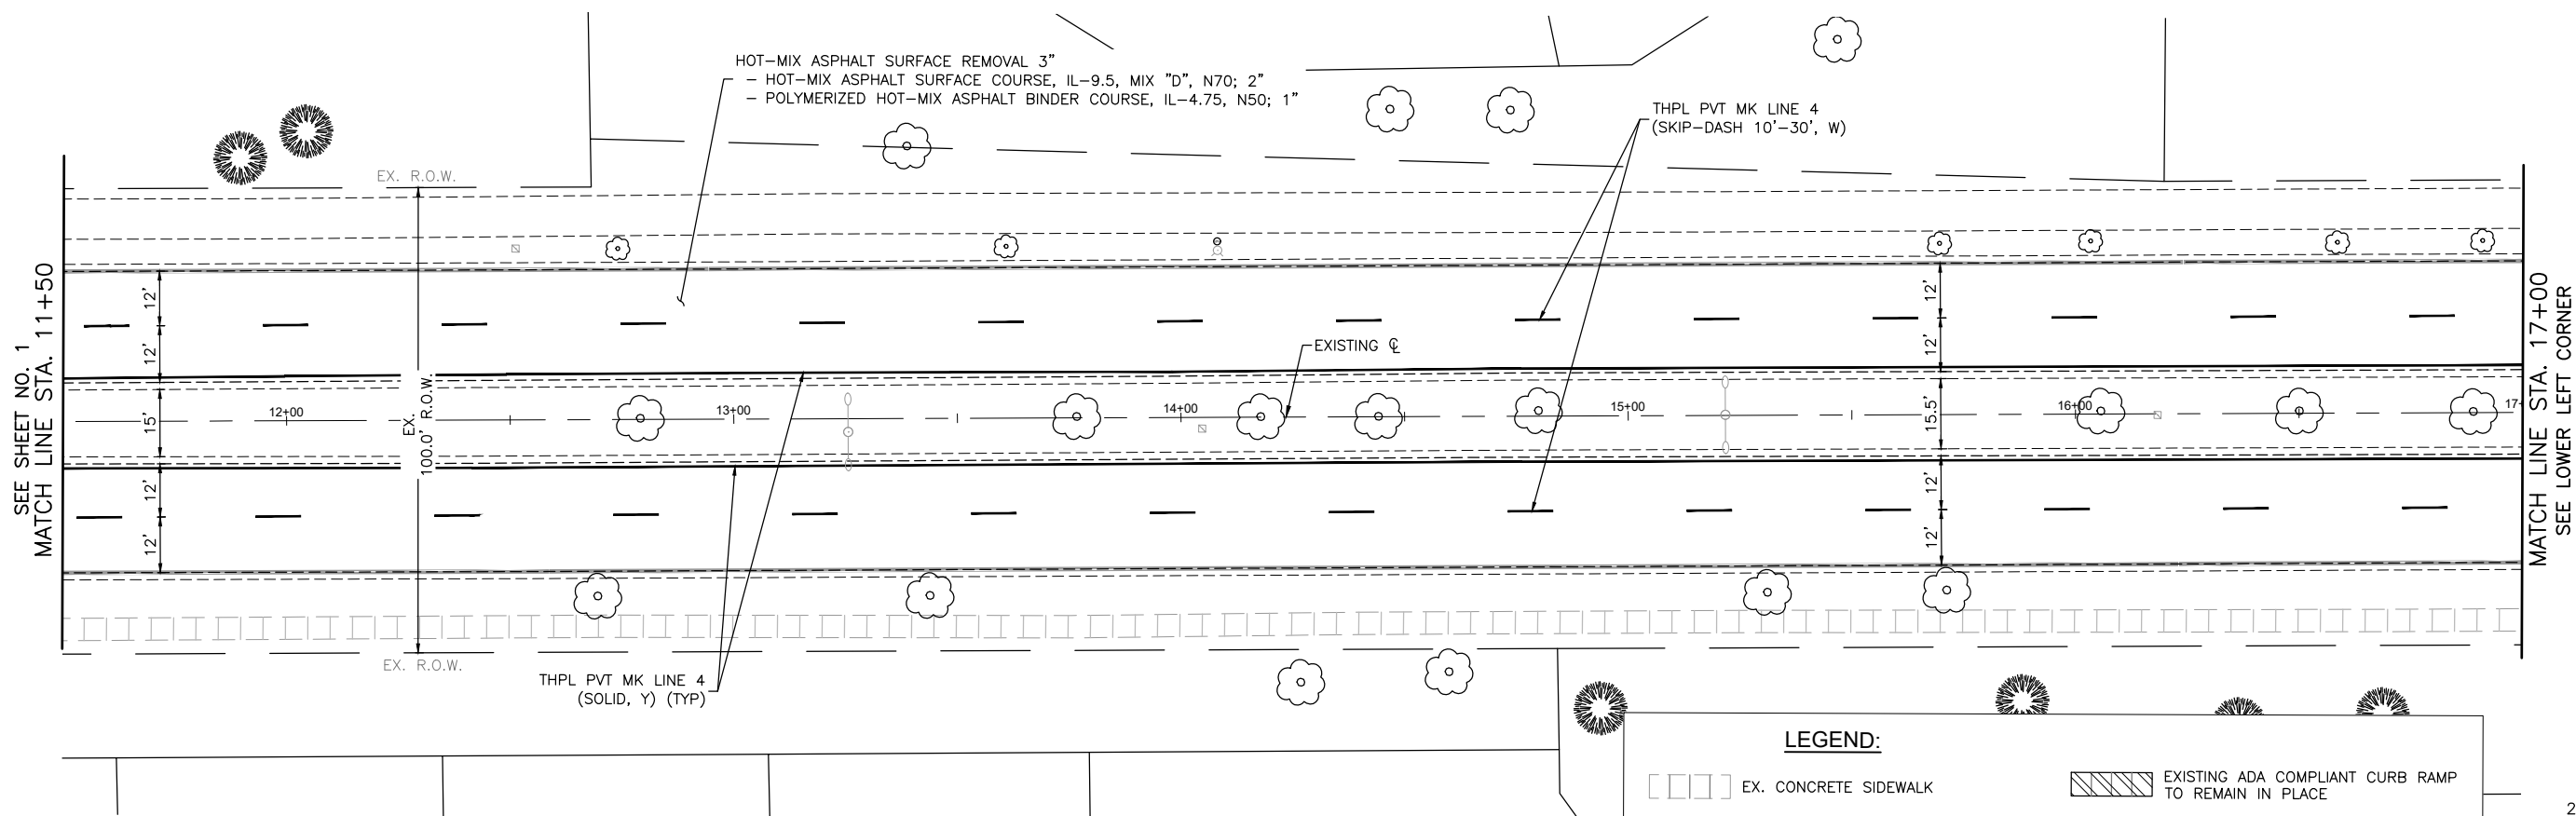 HOT-MIX ASPHALT SURFACE REMOVAL 3"
- HOT-MIX ASPHALT SURFACE COURSE, IL-9.5, MIX "D", N70; 2"
- POLYMERIZED HOT-MIX ASPHALT BINDER COURSE, IL-4.75, N50; 1"
THPL PVT MK LINE 4
(SKIP-DASH 10'-30', W)
EX. R.O.W.
SEE SHEET NO. 1
MATCH LINE STA. 11+50
12'
12'
15'
12'
12'
EX.
100.0' R.O.W.
EXISTING ℄
12+00
13+00
14+00
15+00
16+00
17+
12'
12'
15.5'
12'
12'
MATCH LINE STA. 17+00
SEE LOWER LEFT CORNER
EX. R.O.W.
THPL PVT MK LINE 4
(SOLID, Y) (TYP)
LEGEND:
EX. CONCRETE SIDEWALK
EXISTING ADA COMPLIANT CURB RAMP
TO REMAIN IN PLACE
2